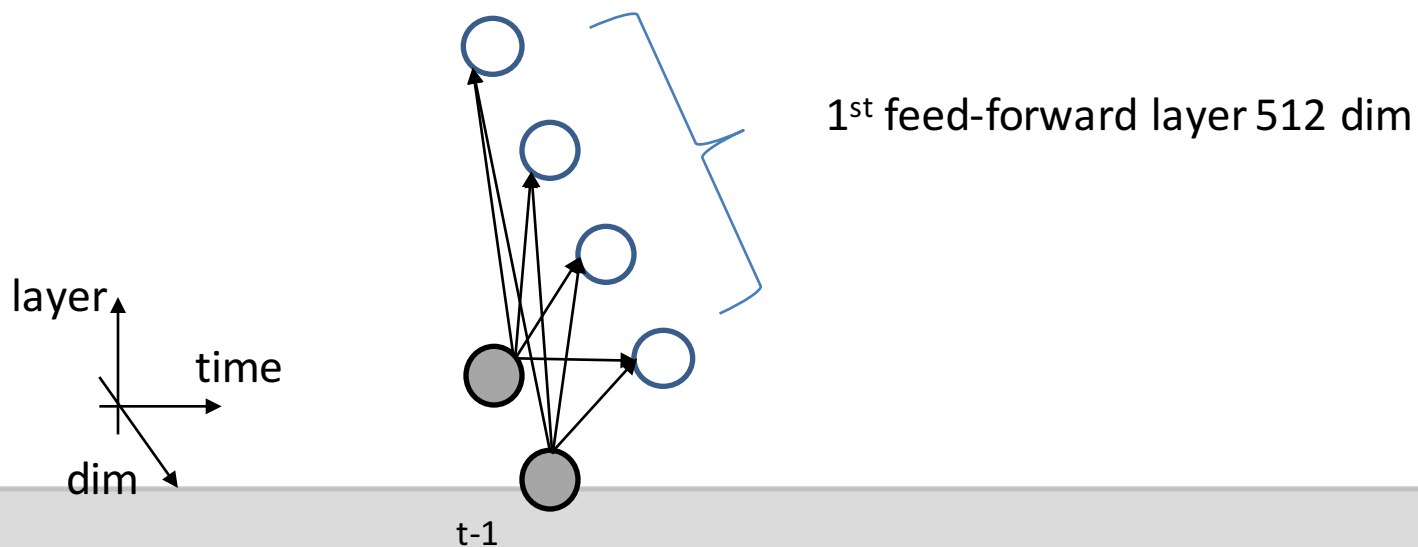 1st feed-forward layer 512 dim
layer
time
dim
t-1